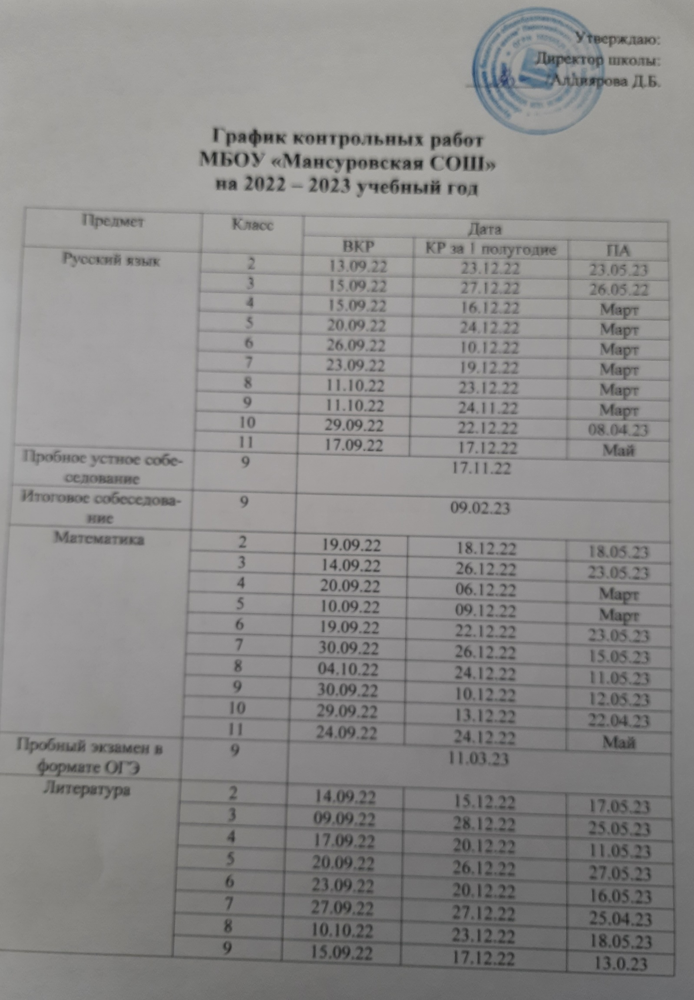 Утверждаю:
Директор школы:
/Алдиярова Д.Б.
График контрольных работ
МБОУ «Мансуровская СОШ»
на 2022 – 2023 учебный год
Предмет Класс Дата
ВКР КР за 1 полугодие ПА
Русский язык 2 13.09.22 23.12.22 23.05.23
3 15.09.22 27.12.22 26.05.22
4 15.09.22 16.12.22 Март
5 20.09.22 24.12.22 Март
6 26.09.22 10.12.22 Март
7 23.09.22 19.12.22 Март
8 11.10.22 23.12.22 Март
9 11.10.22 24.11.22 Март
10 29.09.22 22.12.22 08.04.23
11 17.09.22 17.12.22 Май
Пробное устное собе- 9 17.11.22
седование
Итоговое собеседова- 9 09.02.23
ние
Математика 2 19.09.22 18.12.22 18.05.23
3 14.09.22 26.12.22 23.05.23
4 20.09.22 06.12.22 Март
5 10.09.22 09.12.22 Март
6 19.09.22 22.12.22 23.05.23
7 30.09.22 26.12.22 15.05.23
8 04.10.22 24.12.22 11.05.23
9 30.09.22 10.12.22 12.05.23
10 29.09.22 13.12.22 22.04.23
11 24.09.22 24.12.22 Май
Пробный экзамен в 9 11.03.23
формате ОГЭ
Литература 2 14.09.22 15.12.22 17.05.23
3 09.09.22 28.12.22 25.05.23
4 17.09.22 20.12.22 11.05.23
5 20.09.22 26.12.22 27.05.23
6 23.09.22 20.12.22 16.05.23
7 27.09.22 27.12.22 25.04.23
8 10.10.22 23.12.22 18.05.23
9 15.09.22 17.12.22 13.0.23